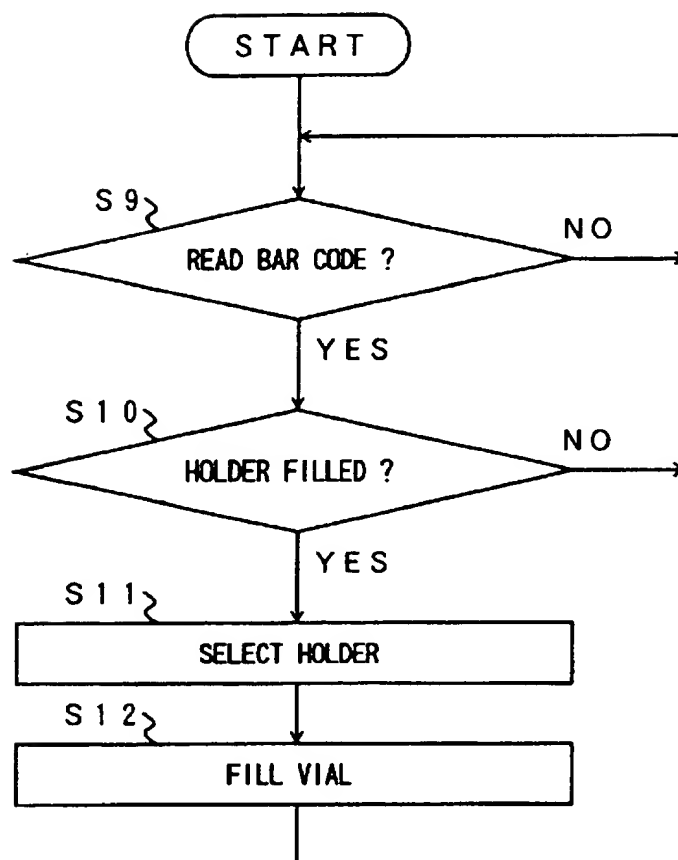 START
S9
READ BAR CODE ?
NO
YES
S10
HOLDER FILLED ?
NO
YES
S11
SELECT HOLDER
S12
FILL VIAL